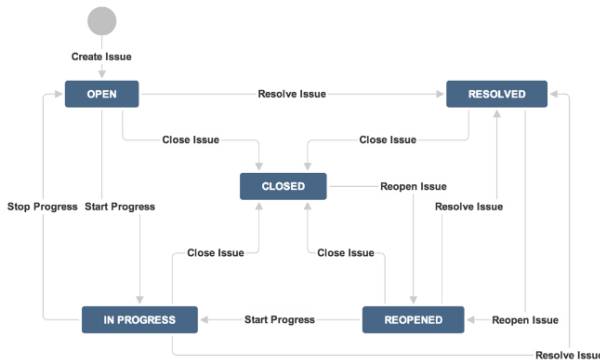 Create Issue
OPEN
Resolve Issue
RESOLVED
Close Issue
Close Issue
CLOSED
Reopen Issue
Stop Progress
Start Progress
Resolve Issue
Close Issue
Close Issue
IN PROGRESS
Start Progress
REOPENED
Reopen Issue
Resolve Issue